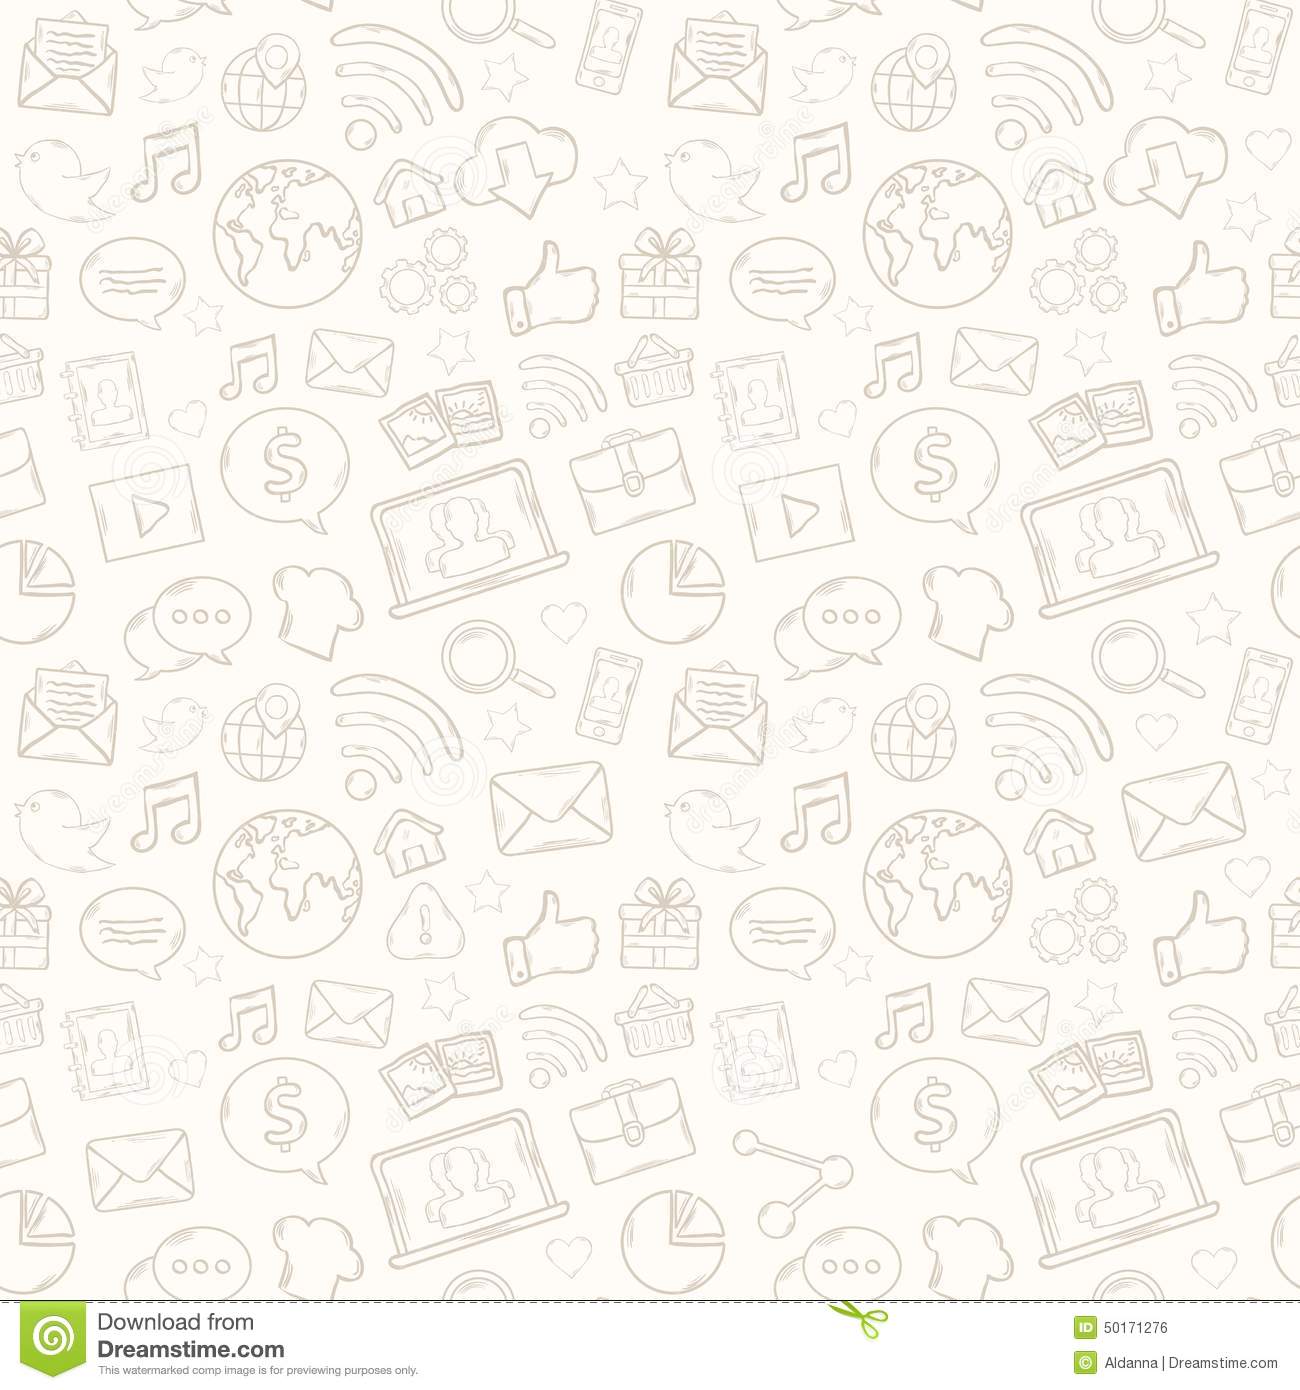 $
$
$
$
Download from
Dreamstime.com
This watermarked comp image is for previewing purposes only.
ID 50171276
© Aldanna | Dreamstime.com